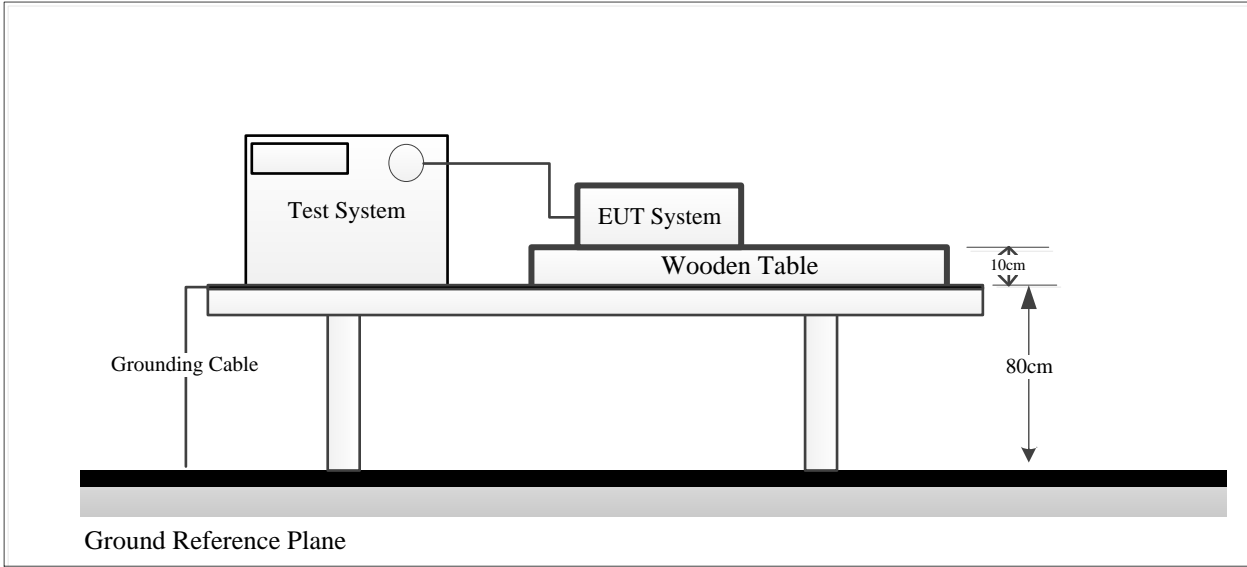 Test System
EUT System
Wooden Table
10cm
Grounding Cable
80cm
Ground Reference Plane